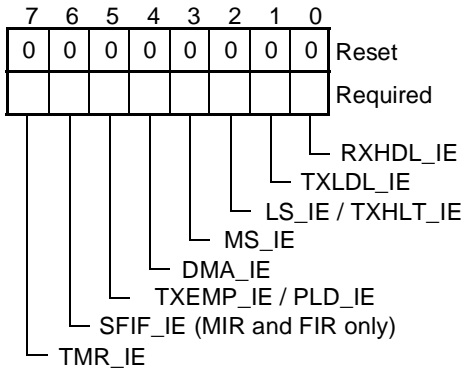 7 6 5 4 3 2 1 0
0 0 0 0 0 0 0 0 Reset
Required
RXHDL_IE
TXLDL_IE
LS_IE / TXHLT_IE
MS_IE
DMA_IE
TXEMP_IE / PLD_IE
SFIF_IE (MIR and FIR only)
TMR_IE